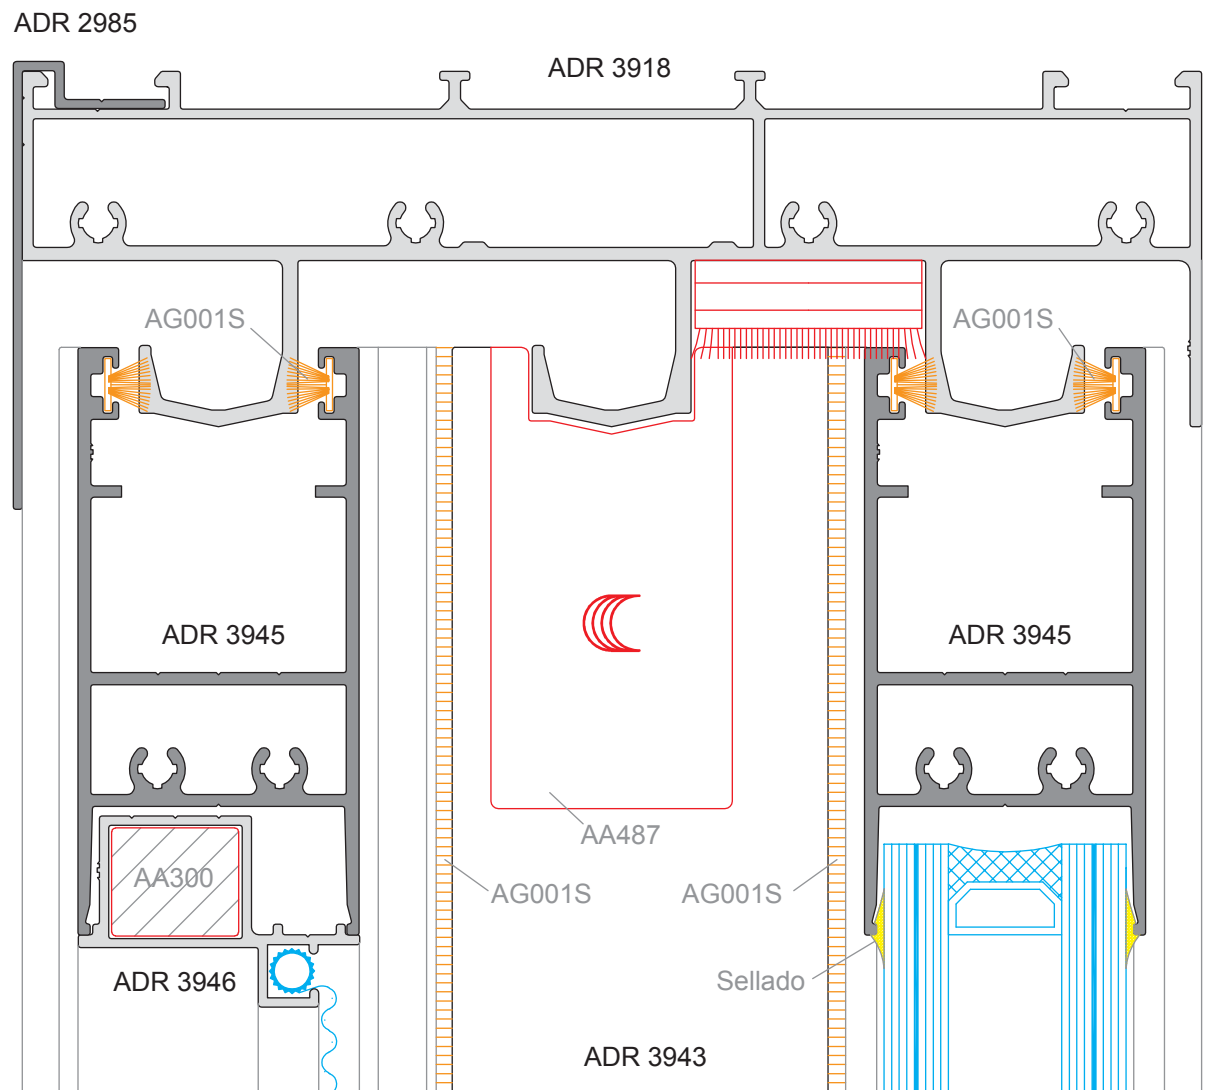 ADR 2985
ADR 3918
AG001S
AG001S
ADR 3945
ADR 3945
AA487
AA300
AG001S
AG001S
Sellado
ADR 3946
ADR 3943